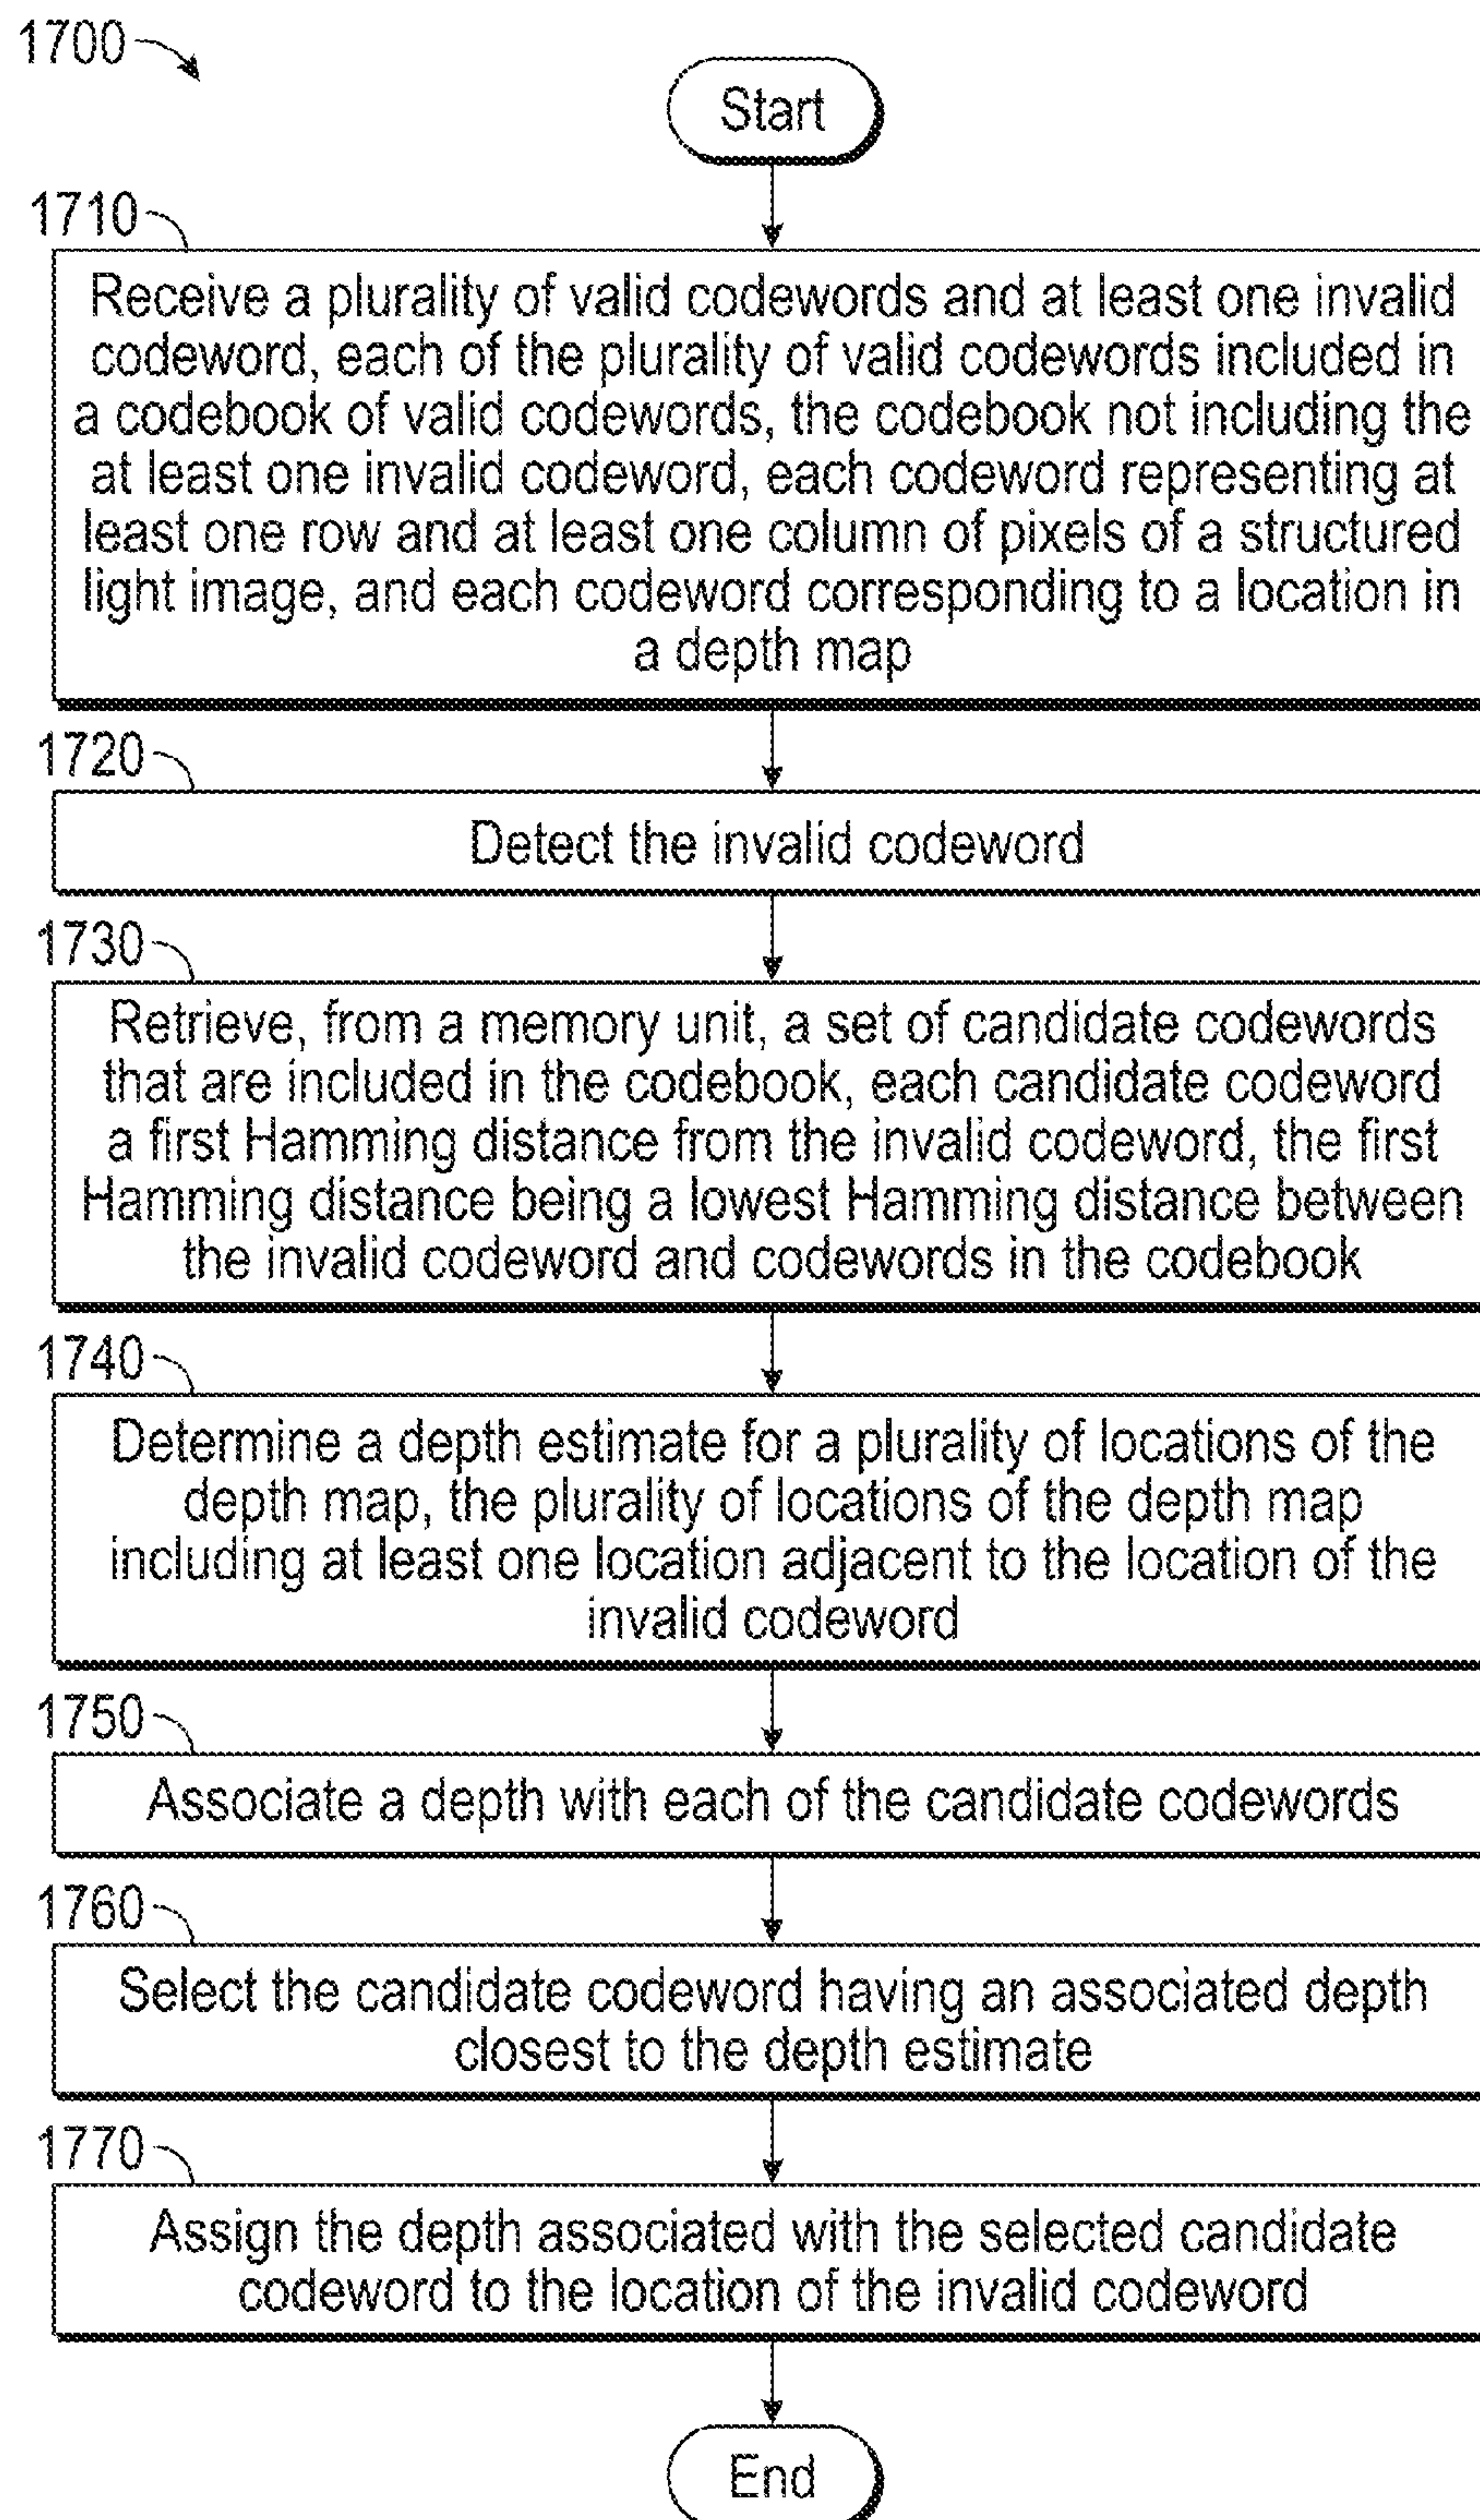 1700
Start
1710
Receive a plurality of valid codewords and at least one invalid
codeword, each of the plurality of valid codewords included in
a codebook of valid codewords, the codebook not including the
at least one invalid codeword, each codeword representing at
least one row and at least one column of pixels of a structured
light image, and each codeword corresponding to a location in
a depth map
1720
Detect the invalid codeword
1730
Retrieve, from a memory unit, a set of candidate codewords
that are included in the codebook, each candidate codeword
a first Hamming distance from the invalid codeword, the first
Hamming distance being a lowest Hamming distance between
the invalid codeword and codewords in the codebook
1740
Determine a depth estimate for a plurality of locations of the
depth map, the plurality of locations of the depth map
including at least one location adjacent to the location of the
invalid codeword
1750
Associate a depth with each of the candidate codewords
1760
Select the candidate codeword having an associated depth
closest to the depth estimate
1770
Assign the depth associated with the selected candidate
codeword to the location of the invalid codeword
End